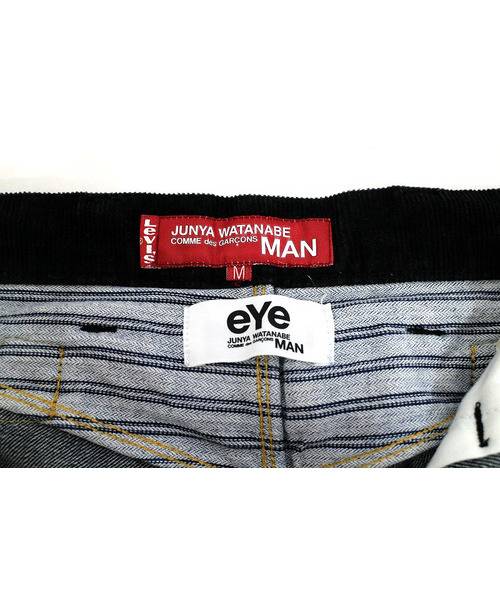 Levi's
JUNYA WATANABE
COMME des GARÇONS MAN
M
eYe
JUNYA WATANABE
COMME des GARÇONS MAN